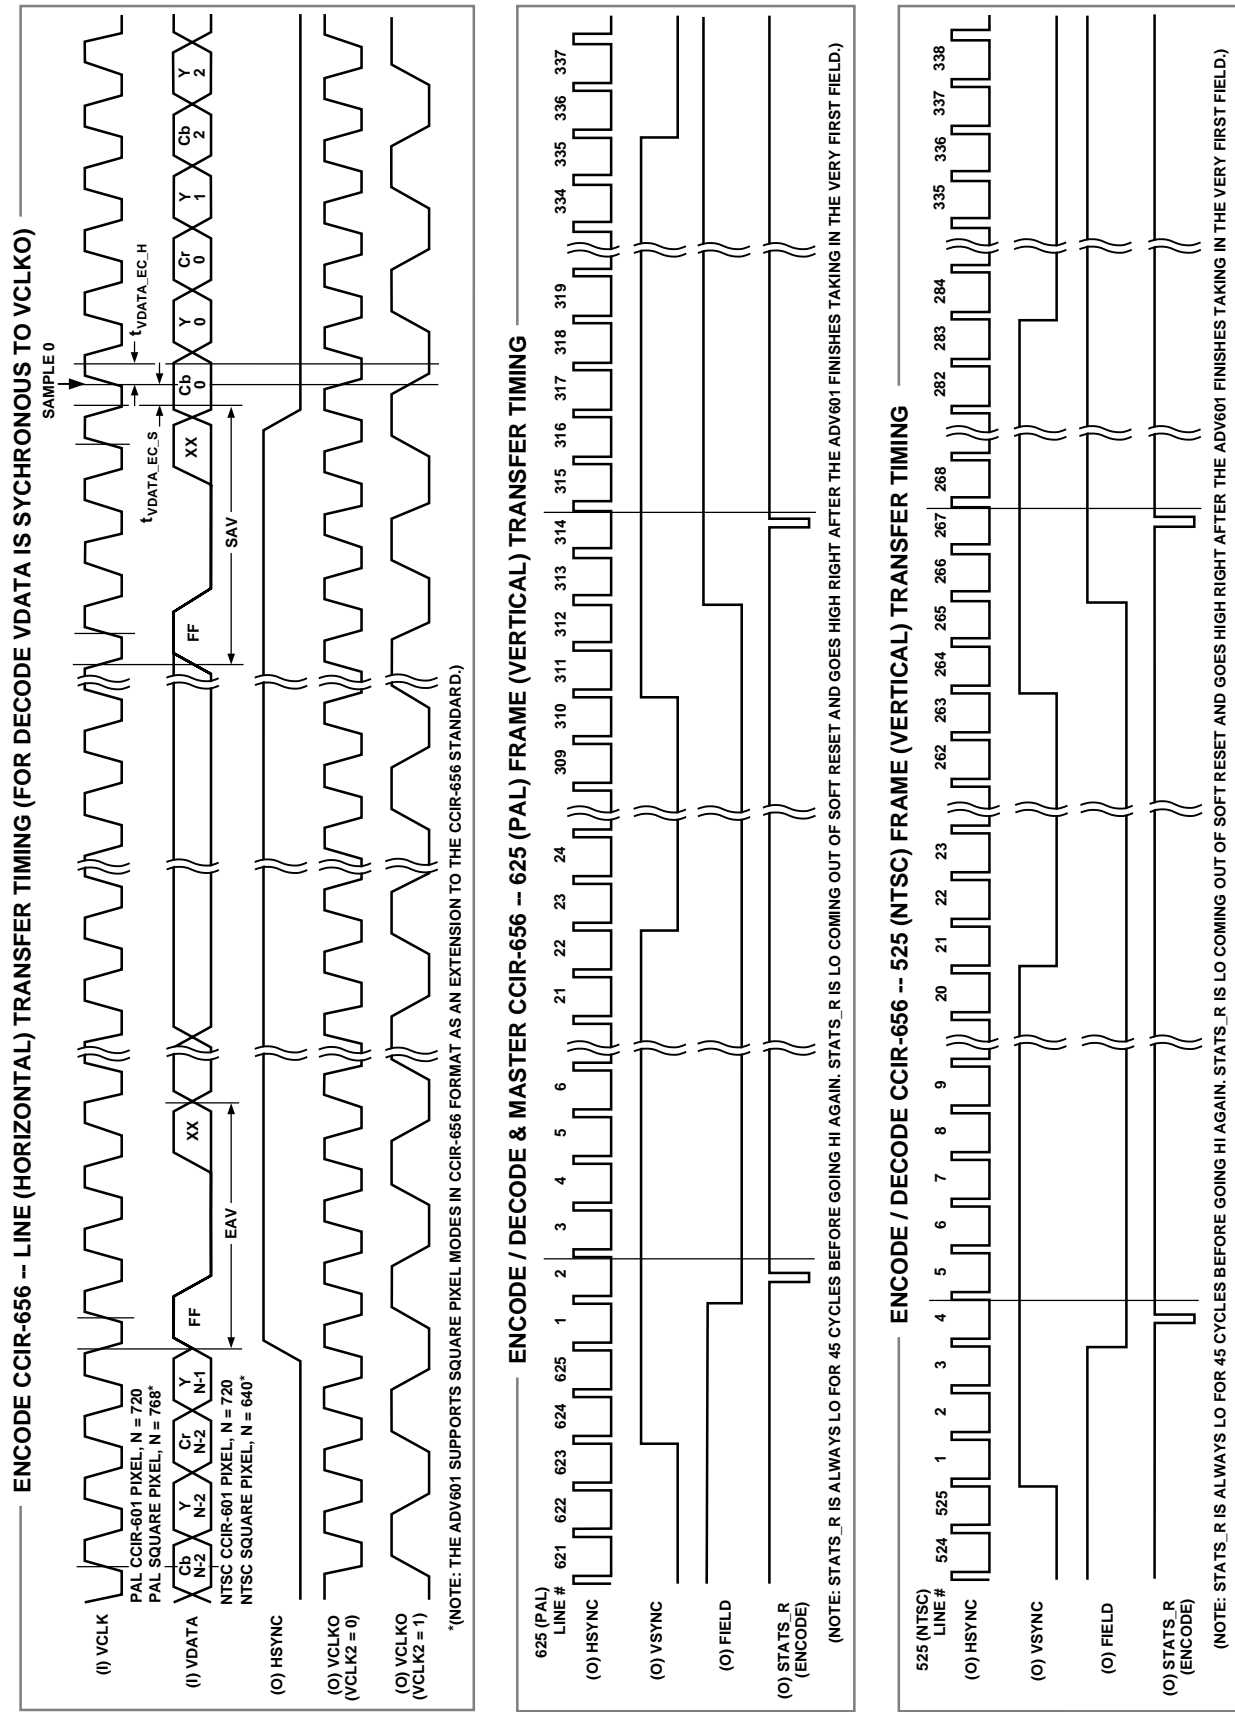 ENCODE CCIR-656 -- LINE (HORIZONTAL) TRANSFER TIMING (FOR DECODE VDATA IS SYCHRONOUS TO VCLKO)
SAMPLE 0
(I) VCLK
PAL CCIR-601 PIXEL, N = 720
PAL SQUARE PIXEL, N = 768*
tVDATA_EC_S
tVDATA_EC_H
(I) VDATA
Cb N-2
Y N-2
Cr N-2
Y N-1
FF
XX
FF
XX
Cb 0
Y 0
Cr 0
Y 1
Cb 2
Y 2
NTSC CCIR-601 PIXEL, N = 720
NTSC SQUARE PIXEL, N = 640*
EAV
SAV
(O) HSYNC
(O) VCLKO
(VCLK2 = 0)
(O) VCLKO
(VCLK2 = 1)
*(NOTE: THE ADV601 SUPPORTS SQUARE PIXEL MODES IN CCIR-656 FORMAT AS AN EXTENSION TO THE CCIR-656 STANDARD.)
ENCODE / DECODE & MASTER CCIR-656 -- 625 (PAL) FRAME (VERTICAL) TRANSFER TIMING
625 (PAL)
LINE #
621 622 623 624 625 1 2 3 4 5 6 21 22 23 24 309 310 311 312 313 314 315 316 317 318 319 334 335 336 337
(O) HSYNC
(O) VSYNC
(O) FIELD
(O) STATS_R
(ENCODE)
(NOTE: STATS_R IS ALWAYS LO FOR 45 CYCLES BEFORE GOING HI AGAIN. STATS_R IS LO COMING OUT OF SOFT RESET AND GOES HIGH RIGHT AFTER THE ADV601 FINISHES TAKING IN THE VERY FIRST FIELD.)
ENCODE / DECODE CCIR-656 -- 525 (NTSC) FRAME (VERTICAL) TRANSFER TIMING
525 (NTSC)
LINE #
524 525 1 2 3 4 5 6 7 8 9 20 21 22 23 262 263 264 265 266 267 268 282 283 284 335 336 337 338
(O) HSYNC
(O) VSYNC
(O) FIELD
(O) STATS_R
(ENCODE)
(NOTE: STATS_R IS ALWAYS LO FOR 45 CYCLES BEFORE GOING HI AGAIN. STATS_R IS LO COMING OUT OF SOFT RESET AND GOES HIGH RIGHT AFTER THE ADV601 FINISHES TAKING IN THE VERY FIRST FIELD.)